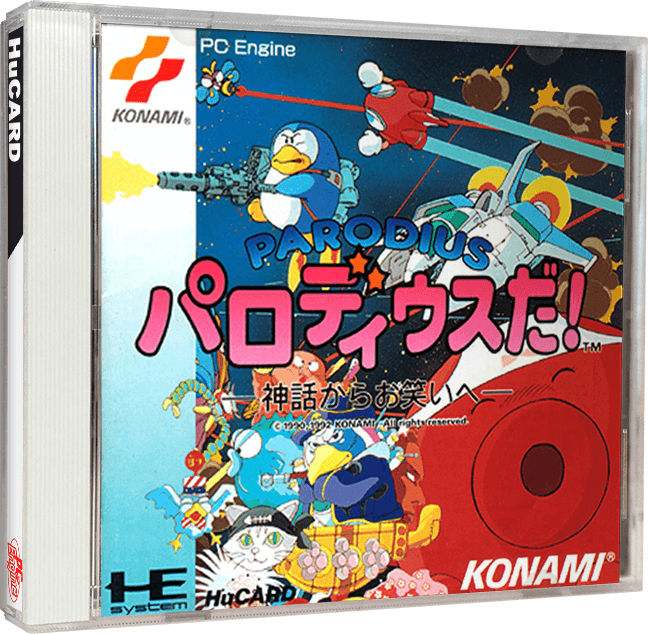 HuCARD
PC Engine
KONAMI®
PARODIUS
パロディウスだ!
TM
—神話からお笑いへ—
© 1990, 1992 KONAMI. All rights reserved.
HE
system
HuCARD
KONAMI®